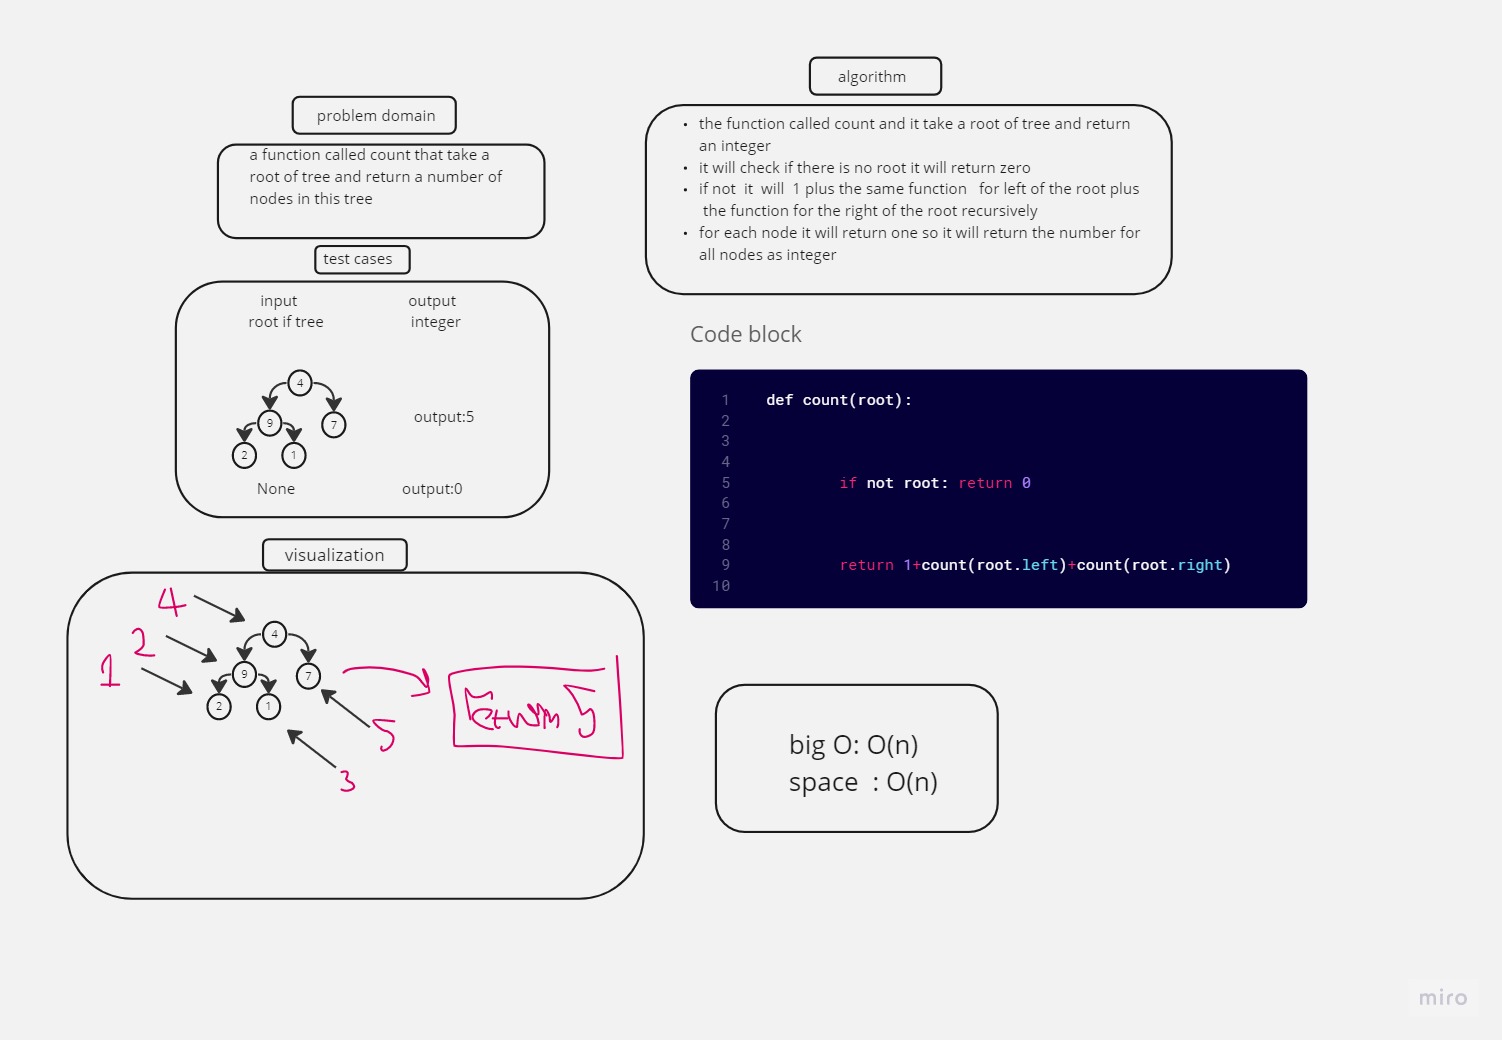 problem domain
a function called count that take a
root of tree and return a number of
nodes in this tree
test cases
input output
root if tree integer
4
9
7
2
1
output:5
None output:0
visualization
4
2
1
4
9
7
2
1
5
3
return 5
algorithm
• the function called count and it take a root of tree and return
an integer
• it will check if there is no root it will return zero
• if not it will 1 plus the same function for left of the root plus
the function for the right of the root recursively
• for each node it will return one so it will return the number for
all nodes as integer
Code block
1 def count(root):
2
3
4
5 if not root: return 0
6
7
8
9 return 1+count(root.left)+count(root.right)
10
big O: O(n)
space : O(n)
miro